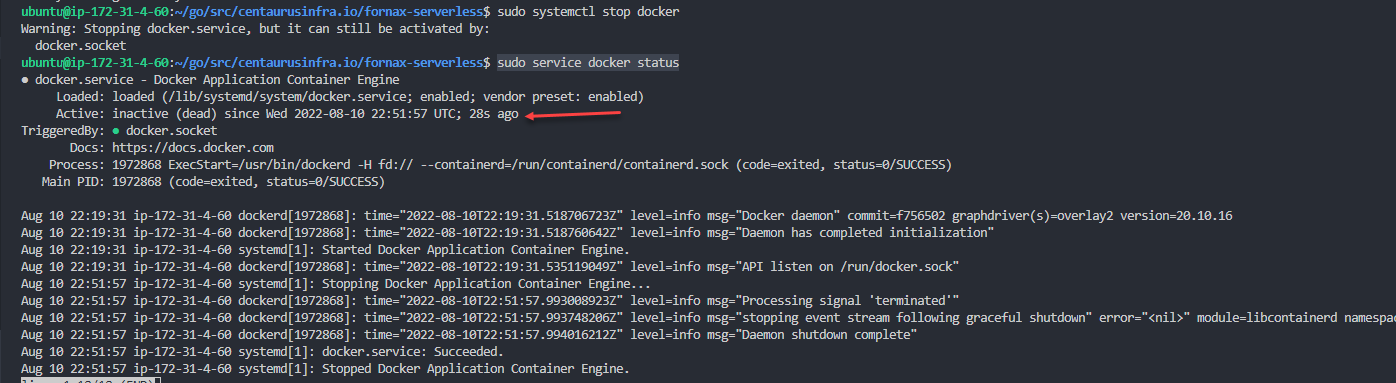 ubuntu@ip-172-31-4-60:~/go/src/centaurusinfra.io/fornax-serverless$ sudo systemctl stop docker
Warning: Stopping docker.service, but it can still be activated by:
  docker.socket
ubuntu@ip-172-31-4-60:~/go/src/centaurusinfra.io/fornax-serverless$ sudo service docker status
● docker.service - Docker Application Container Engine
     Loaded: loaded (/lib/systemd/system/docker.service; enabled; vendor preset: enabled)
     Active: inactive (dead) since Wed 2022-08-10 22:51:57 UTC; 28s ago
TriggeredBy: ● docker.socket
       Docs: https://docs.docker.com
    Process: 1972868 ExecStart=/usr/bin/dockerd -H fd:// --containerd=/run/containerd/containerd.sock (code=exited, status=0/SUCCESS)
   Main PID: 1972868 (code=exited, status=0/SUCCESS)
Aug 10 22:19:31 ip-172-31-4-60 dockerd[1972868]: time="2022-08-10T22:19:31.518706723Z" level=info msg="Docker daemon" commit=f756502 graphdriver(s)=overlay2 version=20.10.16
Aug 10 22:19:31 ip-172-31-4-60 dockerd[1972868]: time="2022-08-10T22:19:31.518760642Z" level=info msg="Daemon has completed initialization"
Aug 10 22:19:31 ip-172-31-4-60 systemd[1]: Started Docker Application Container Engine.
Aug 10 22:19:31 ip-172-31-4-60 dockerd[1972868]: time="2022-08-10T22:19:31.535119049Z" level=info msg="API listen on /run/docker.sock"
Aug 10 22:51:57 ip-172-31-4-60 systemd[1]: Stopping Docker Application Container Engine...
Aug 10 22:51:57 ip-172-31-4-60 dockerd[1972868]: time="2022-08-10T22:51:57.993008923Z" level=info msg="Processing signal 'terminated'"
Aug 10 22:51:57 ip-172-31-4-60 dockerd[1972868]: time="2022-08-10T22:51:57.993748206Z" level=info msg="stopping event stream following graceful shutdown" error="<nil>" module=libcontainerd namespac
Aug 10 22:51:57 ip-172-31-4-60 dockerd[1972868]: time="2022-08-10T22:51:57.994016212Z" level=info msg="Daemon shutdown complete"
Aug 10 22:51:57 ip-172-31-4-60 systemd[1]: docker.service: Succeeded.
Aug 10 22:51:57 ip-172-31-4-60 systemd[1]: Stopped Docker Application Container Engine.